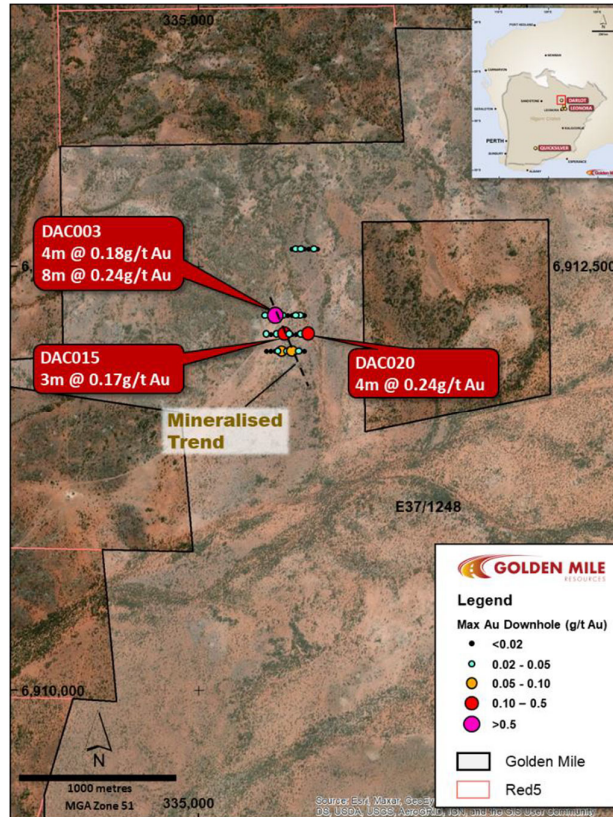 335,000
PERTH
DARLOT
LEONORA
QUICKSILVER
DAC003
4m @ 0.18g/t Au
8m @ 0.24g/t Au
6,912,500
DAC015
3m @ 0.17g/t Au
DAC020
4m @ 0.24g/t Au
Mineralised
Trend
E37/1248
GOLDEN MILE
RESOURCES
Legend
Max Au Downhole (g/t Au)
<0.02
0.02 - 0.05
0.05 - 0.10
0.10 – 0.5
>0.5
Golden Mile
Red5
6,910,000
N
1000 metres
MGA Zone 51
335,000